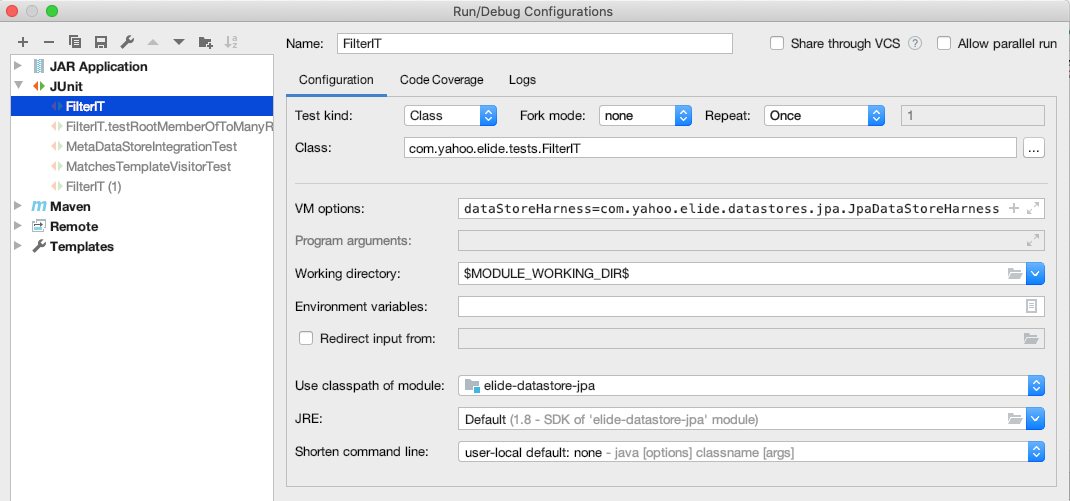 Run/Debug Configurations
Name: FilterIT Share through VCS ? Allow parallel run
JAR Application
JUnit
FilterIT
FilterIT.testRootMemberOfToManyR
MetaDataStoreIntegrationTest
MatchesTemplateVisitorTest
FilterIT (1)
Maven
Remote
Templates
Configuration Code Coverage Logs
Test kind: Class Fork mode: none Repeat: Once 1
Class: com.yahoo.elide.tests.FilterIT ...
VM options: dataStoreHarness=com.yahoo.elide.datastores.jpa.JpaDataStoreHarness
Program arguments:
Working directory: $MODULE_WORKING_DIR$
Environment variables:
Redirect input from:
Use classpath of module: elide-datastore-jpa
JRE: Default (1.8 - SDK of 'elide-datastore-jpa' module)
Shorten command line: user-local default: none - java [options] classname [args]